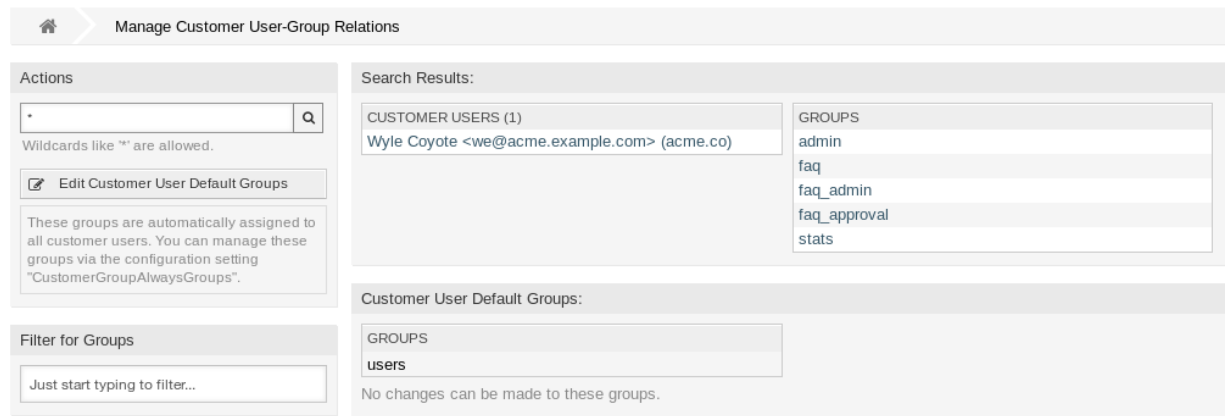 Manage Customer User-Group Relations
Actions
*
Wildcards like '*' are allowed.
Edit Customer User Default Groups
These groups are automatically assigned to
all customer users. You can manage these
groups via the configuration setting
"CustomerGroupAlwaysGroups".
Filter for Groups
Just start typing to filter...
Search Results:
CUSTOMER USERS (1)
Wyle Coyote <we@acme.example.com> (acme.co)
GROUPS
admin
faq
faq_admin
faq_approval
stats
Customer User Default Groups:
GROUPS
users
No changes can be made to these groups.